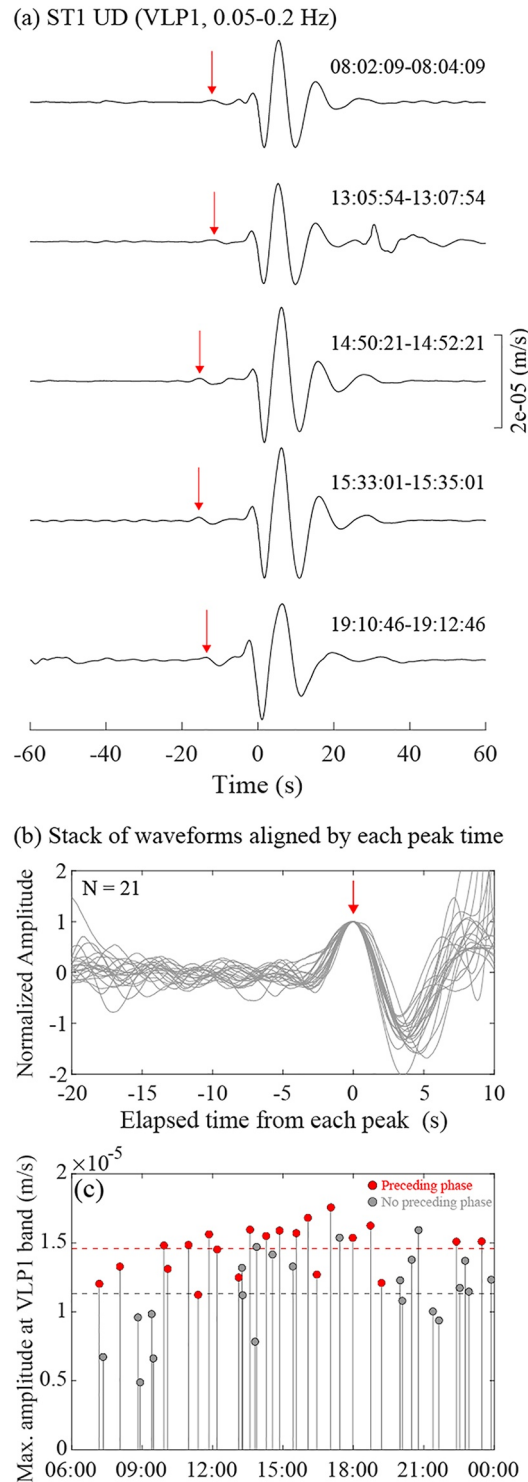 (a) ST1 UD (VLP1, 0.05-0.2 Hz)
08:02:09-08:04:09
13:05:54-13:07:54
14:50:21-14:52:21
2e-05 (m/s)
15:33:01-15:35:01
19:10:46-19:12:46
-60 -40 -20 0 20 40 60
Time (s)
(b) Stack of waveforms aligned by each peak time
N = 21
Normalized Amplitude
2
1
0
-1
-2
-20 -15 -10 -5 0 5 10
Elapsed time from each peak (s)
×10⁻⁵
(c)
Preceding phase
No preceding phase
Max. amplitude at VLP1 band (m/s)
2
1.5
1
0.5
0
06:00 09:00 12:00 15:00 18:00 21:00 00:00